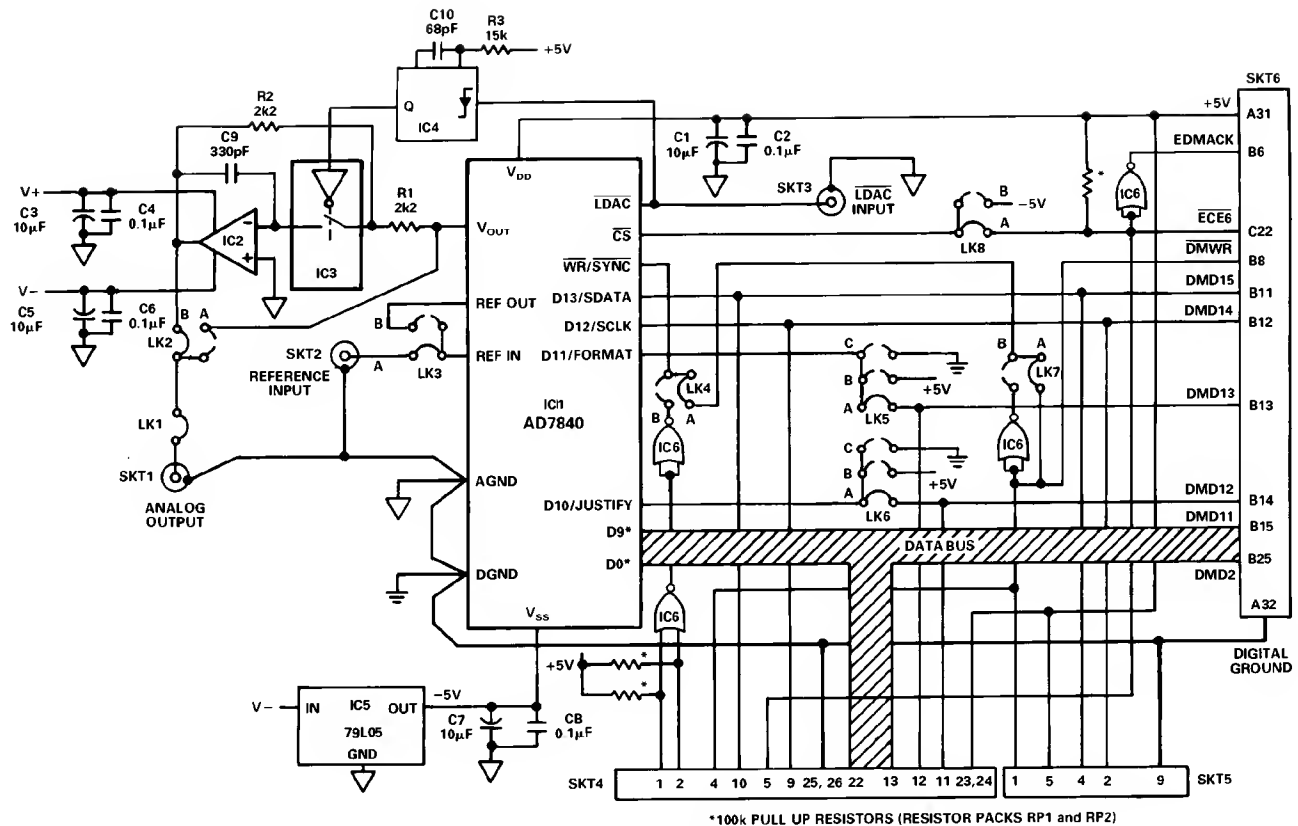 C10
68pF
R3
15k
+5V
SKT6
Q
IC4
+5V
A31
R2
2k2
C9
330pF
C1
10µF
C2
0.1µF
EDMACK
B6
V+
C3
10µF
C4
0.1µF
IC2
IC3
R1
2k2
VDD
VOUT
LDAC
CS
WR/SYNC
SKT3
LDAC
INPUT
B
-5V
A
LK8
*
IC6
ECE6
C22
DMWR
B8
V-
C5
10µF
C6
0.1µF
B
A
LK2
REF OUT
D13/SDATA
DMD15
B11
D12/SCLK
DMD14
B12
B
A
LK3
SKT2
REFERENCE
INPUT
REF IN
D11/FORMAT
C
B
+5V
A
LK5
B
A
LK7
LK4
B
A
DMD13
B13
LK1
ICI1
AD7840
IC6
IC6
SKT1
ANALOG
OUTPUT
AGND
C
B
+5V
A
LK6
D10/JUSTIFY
DMD12
B14
D9*
DMD11
B15
DATA BUS
D0*
B25
DMD2
DGND
VSS
IC6
A32
DIGITAL
GROUND
+5V
*
*
V-
IN
IC5
OUT
79L05
GND
-5V
C7
10µF
CB
0 1µF
SKT4
1 2 4 10 5 9 25, 26 22 13 12 11 23,24
1 5 4 2 9
SKT5
*100k PULL UP RESISTORS (RESISTOR PACKS RP1 and RP2)